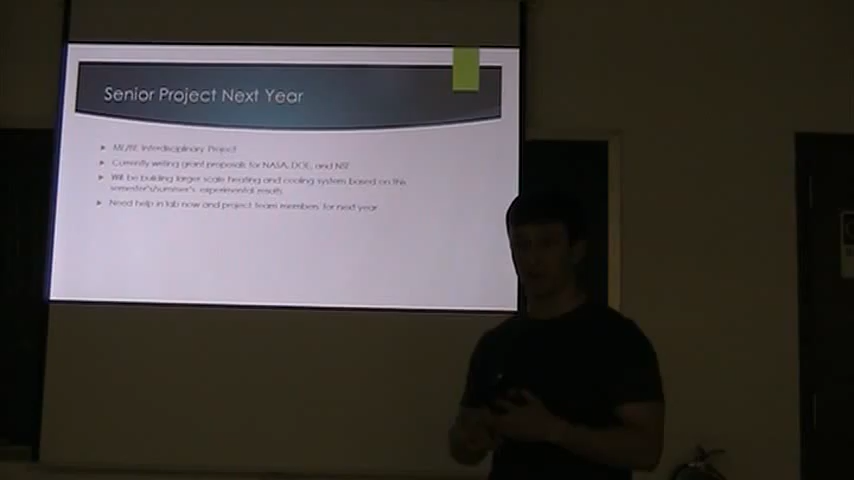 Senior Project Next Year
Interdisciplinary Project
Currently writing grant proposals for NASA, DOE, and NSF
Will be building larger scale heating and cooling system based on this
semester's/summer's experimental results
Need help in lab now and project team members for next year